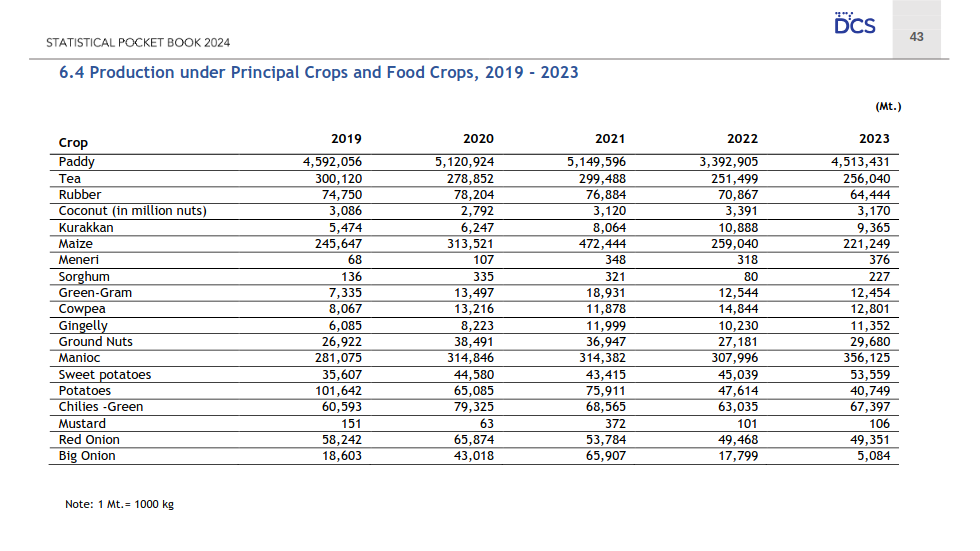 DCS
STATISTICAL POCKET BOOK 2024
43
6.4 Production under Principal Crops and Food Crops, 2019 - 2023
(Mt.)
Crop 2019 2020 2021 2022 2023
Paddy 4,592,056 5,120,924 5,149,596 3,392,905 4,513,431
Tea 300,120 278,852 299,488 251,499 256,040
Rubber 74,750 78,204 76,884 70,867 64,444
Coconut (in million nuts) 3,086 2,792 3,120 3,391 3,170
Kurakkan 5,474 6,247 8,064 10,888 9,365
Maize 245,647 313,521 472,444 259,040 221,249
Meneri 68 107 348 318 376
Sorghum 136 335 321 80 227
Green-Gram 7,335 13,497 18,931 12,544 12,454
Cowpea 8,067 13,216 11,878 14,844 12,801
Gingelly 6,085 8,223 11,999 10,230 11,352
Ground Nuts 26,922 38,491 36,947 27,181 29,680
Manioc 281,075 314,846 314,382 307,996 356,125
Sweet potatoes 35,607 44,580 43,415 45,039 53,559
Potatoes 101,642 65,085 75,911 47,614 40,749
Chilies -Green 60,593 79,325 68,565 63,035 67,397
Mustard 151 63 372 101 106
Red Onion 58,242 65,874 53,784 49,468 49,351
Big Onion 18,603 43,018 65,907 17,799 5,084
Note: 1 Mt.= 1000 kg